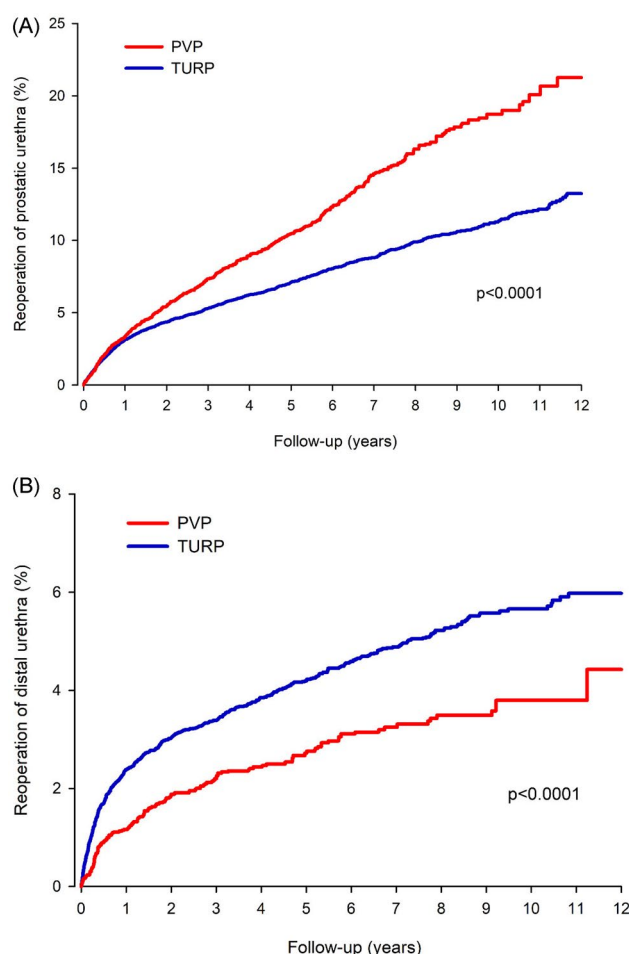 (A)
PVP
TURP
Reoperation of prostatic urethra (%)
25
20
15
10
5
0
p<0.0001
0 1 2 3 4 5 6 7 8 9 10 11 12
Follow-up (years)
(B)
PVP
TURP
Reoperation of distal urethra (%)
8
6
4
2
0
p<0.0001
0 1 2 3 4 5 6 7 8 9 10 11 12
Follow-up (years)